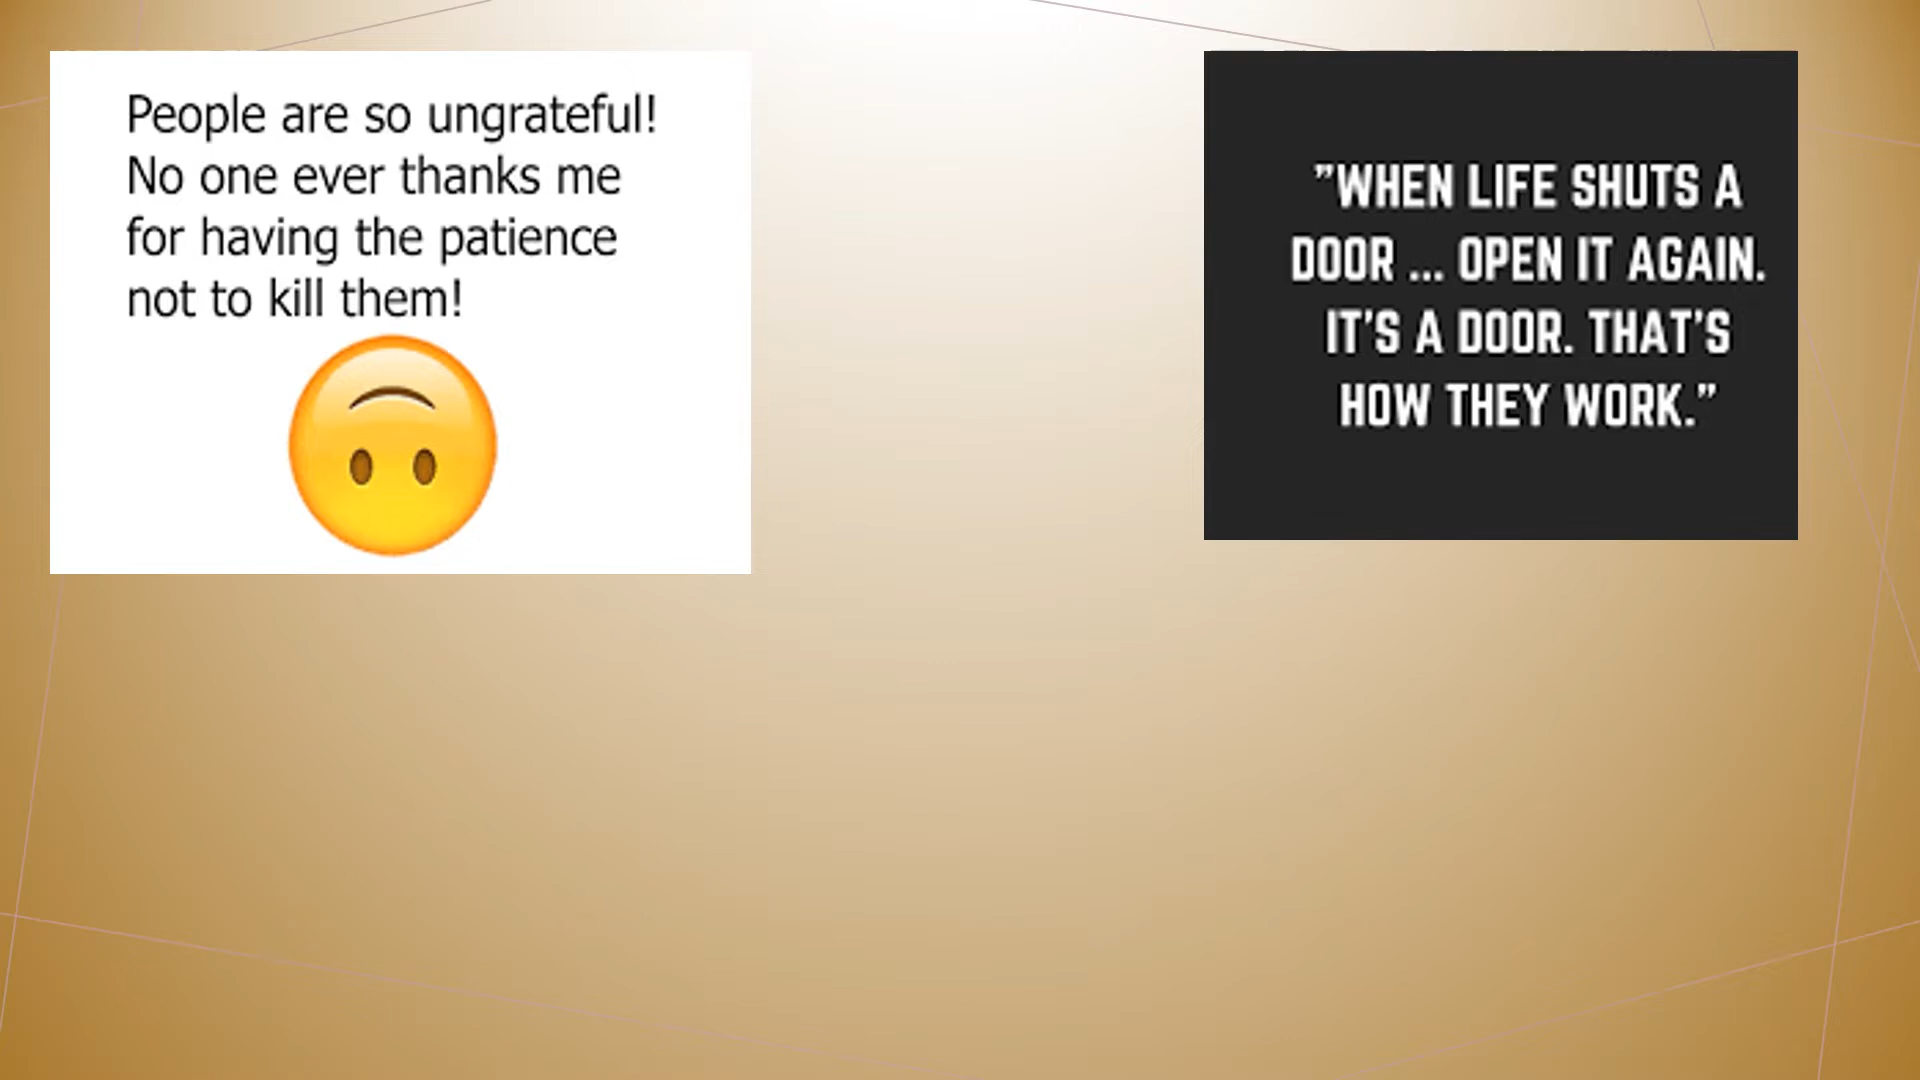 People are so ungrateful!
No one ever thanks me
for having the patience
not to kill them!
"WHEN LIFE SHUTS A
DOOR ... OPEN IT AGAIN.
IT'S A DOOR. THAT'S
HOW THEY WORK."